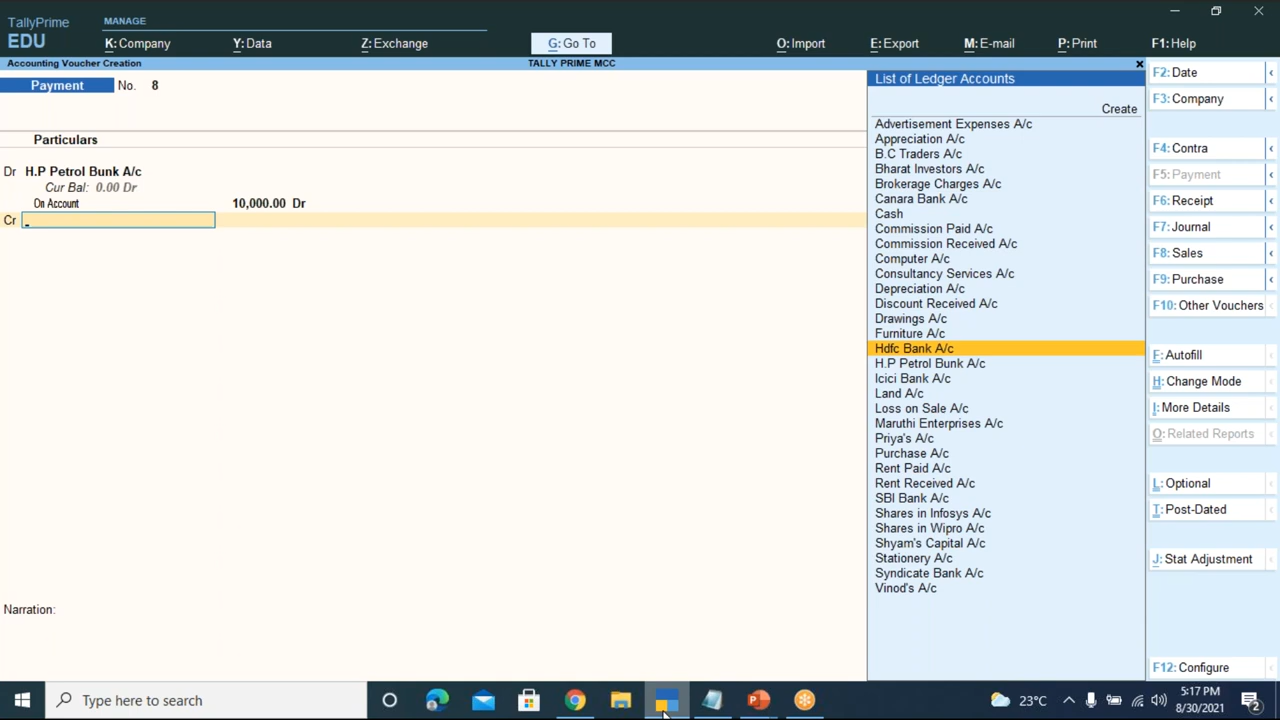 TallyPrime
EDU
MANAGE
K: Company
Y: Data
Z: Exchange
G: Go To
O: Import
E: Export
M: E-mail
P: Print
F1: Help
Accounting Voucher Creation
TALLY PRIME MCC
Payment No. 8
Particulars
Dr H.P Petrol Bunk A/c
Cur Bal: 0.00 Dr
On Account 10,000.00 Dr
Cr
Narration:
List of Ledger Accounts
Create
Advertisement Expenses A/c
Appreciation A/c
B.C Traders A/c
Bharat Investors A/c
Brokerage Charges A/c
Canara Bank A/c
Cash
Commission Paid A/c
Commission Received A/c
Computer A/c
Consultancy Services A/c
Depreciation A/c
Discount Received A/c
Drawings A/c
Furniture A/c
Hdfc Bank A/c
H.P Petrol Bunk A/c
Icici Bank A/c
Land A/c
Loss on Sale A/c
Maruthi Enterprises A/c
Priya's A/c
Purchase A/c
Rent Paid A/c
Rent Received A/c
SBI Bank A/c
Shares in Infosys A/c
Shares in Wipro A/c
Shyam's Capital A/c
Stationery A/c
Syndicate Bank A/c
Vinod's A/c
F2: Date
F3: Company
F4: Contra
F5: Payment
F6: Receipt
F7: Journal
F8: Sales
F9: Purchase
F10: Other Vouchers
F: Autofill
H: Change Mode
I: More Details
O: Related Reports
L: Optional
T: Post-Dated
J: Stat Adjustment
F12: Configure
Type here to search
23°C
5:17 PM
8/30/2021
2